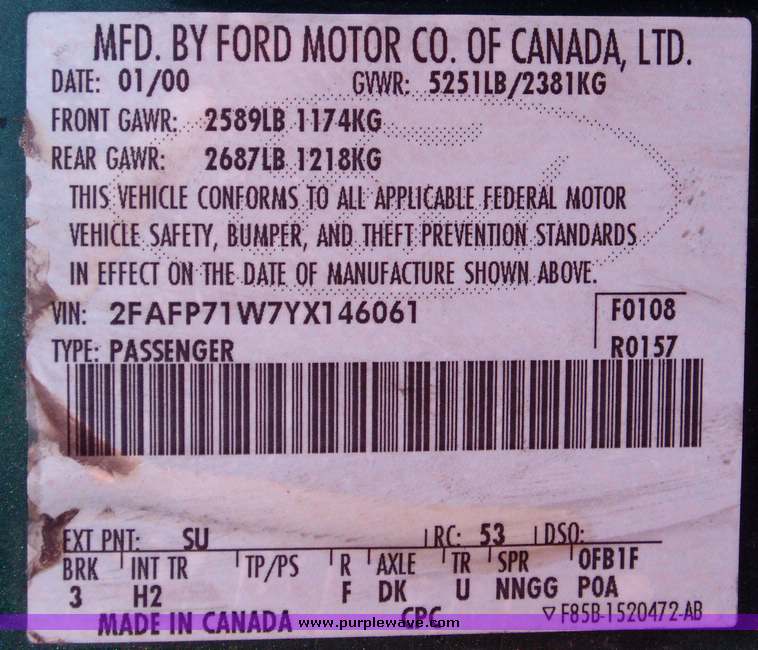 MFD. BY FORD MOTOR CO. OF CANADA, LTD.
DATE: 01/00 GVWR: 5251LB/2381KG
FRONT GAWR: 2589LB 1174KG
REAR GAWR: 2687LB 1218KG
THIS VEHICLE CONFORMS TO ALL APPLICABLE FEDERAL MOTOR
VEHICLE SAFETY, BUMPER, AND THEFT PREVENTION STANDARDS
IN EFFECT ON THE DATE OF MANUFACTURE SHOWN ABOVE.
VIN: 2FAFP71W7YX146061 F0108
TYPE: PASSENGER R0157
EXT PNT: SU RC: 53 DSO:
BRK INT TR TP/PS R AXLE TR SPR OFB1F
3 H2 F DK U NNGG POA
MADE IN CANADA CPC ▽F85B-1520472-AB
www.purplewave.com